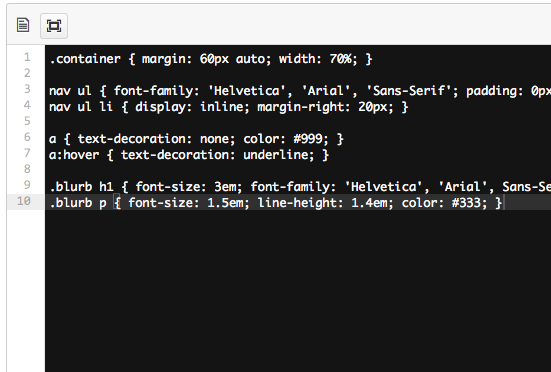 1 .container { margin: 60px auto; width: 70%; }
2
3 nav ul { font-family: 'Helvetica', 'Arial', 'Sans-Serif'; padding: 0px
4 nav ul li { display: inline; margin-right: 20px; }
5
6 a { text-decoration: none; color: #999; }
7 a:hover { text-decoration: underline; }
8
9 .blurb h1 { font-size: 3em; font-family: 'Helvetica', 'Arial', Sans-Se
10 .blurb p { font-size: 1.5em; line-height: 1.4em; color: #333; }